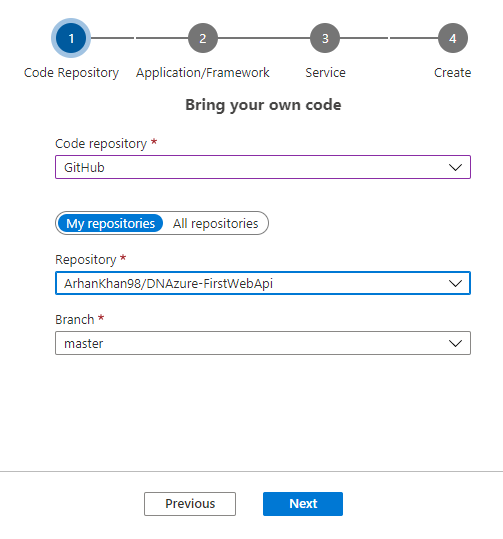 1 2 3 4
Code Repository Application/Framework Service Create
Bring your own code
Code repository *
GitHub
My repositories All repositories
Repository *
ArhanKhan98/DNAzure-FirstWebApi
Branch *
master
Previous Next